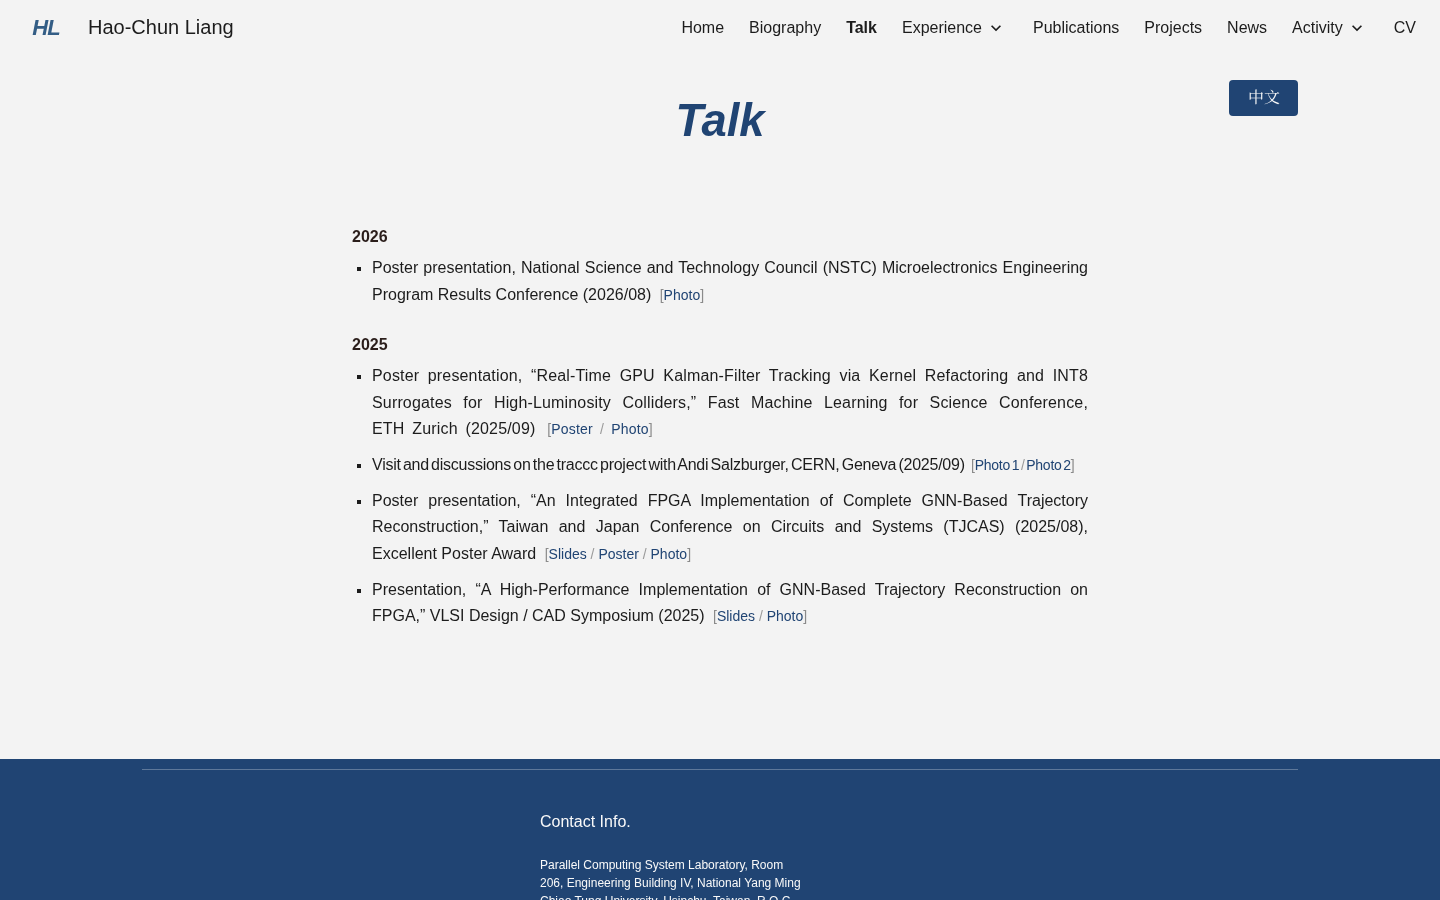 HL Hao-Chun Liang Home Biography Talk Experience Publications Projects News Activity CV
中文
Talk
2026
▪ Poster presentation, National Science and Technology Council (NSTC) Microelectronics Engineering
Program Results Conference (2026/08) [Photo]
2025
▪ Poster presentation, “Real-Time GPU Kalman-Filter Tracking via Kernel Refactoring and INT8
Surrogates for High-Luminosity Colliders,” Fast Machine Learning for Science Conference,
ETH Zurich (2025/09) [Poster / Photo]
▪ Visit and discussions on the traccc project with Andi Salzburger, CERN, Geneva (2025/09) [Photo 1 / Photo 2]
▪ Poster presentation, “An Integrated FPGA Implementation of Complete GNN-Based Trajectory
Reconstruction,” Taiwan and Japan Conference on Circuits and Systems (TJCAS) (2025/08),
Excellent Poster Award [Slides / Poster / Photo]
▪ Presentation, “A High-Performance Implementation of GNN-Based Trajectory Reconstruction on
FPGA,” VLSI Design / CAD Symposium (2025) [Slides / Photo]
Contact Info.
Parallel Computing System Laboratory, Room
206, Engineering Building IV, National Yang Ming
Chiao Tung University, Hsinchu, Taiwan, R.O.C.